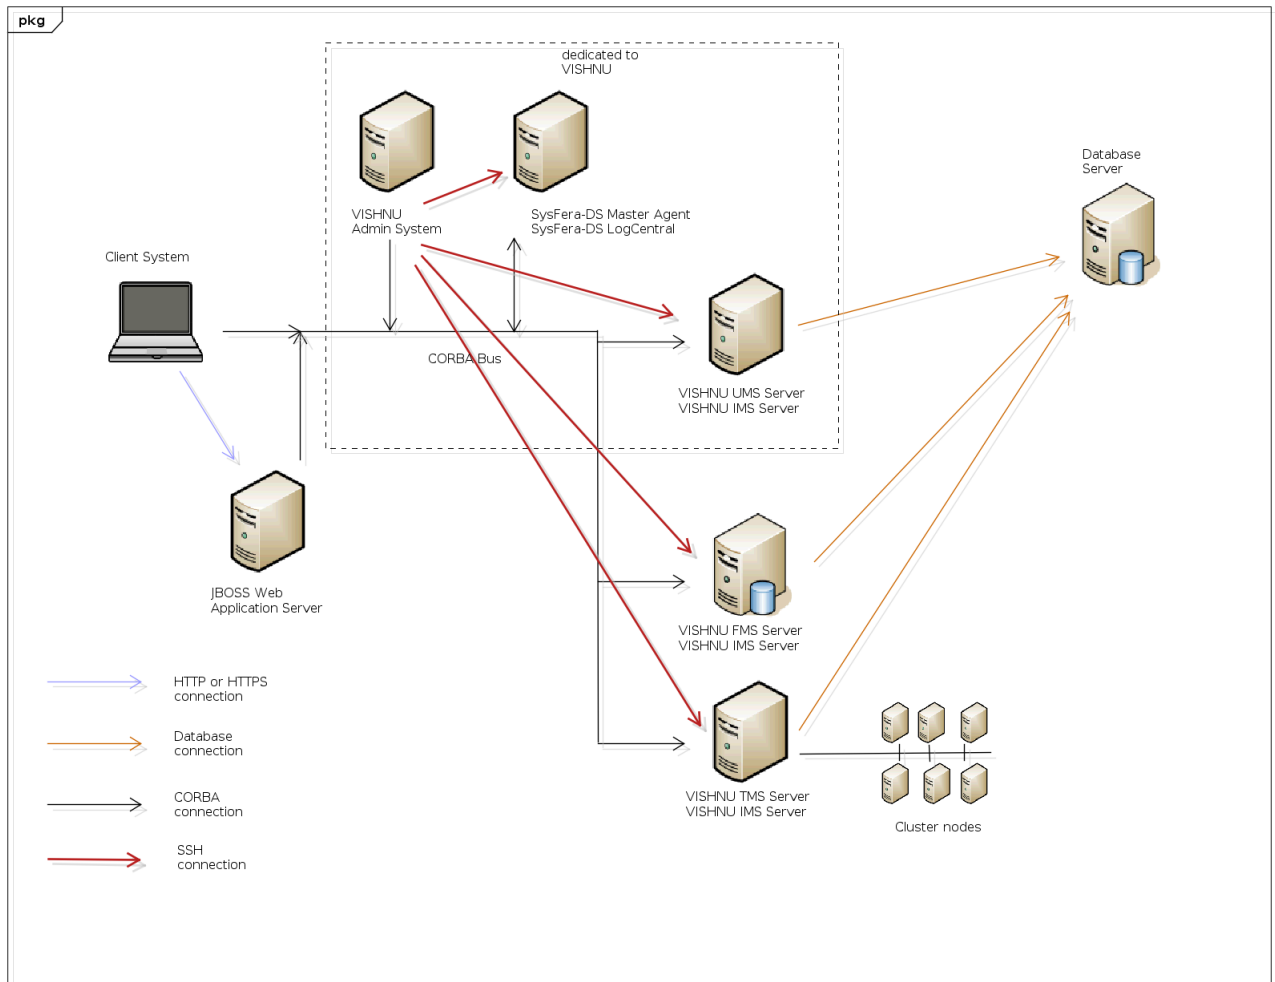 pkg
dedicated to
VISHNU
Database
Server
VISHNU
Admin System
SysFera-DS Master Agent
SysFera-DS LogCentral
Client System
CORBA Bus
VISHNU UMS Server
VISHNU IMS Server
JBOSS Web
Application Server
VISHNU FMS Server
VISHNU IMS Server
HTTP or HTTPS
connection
Database
connection
CORBA
connection
SSH
connection
VISHNU TMS Server
VISHNU IMS Server
Cluster nodes